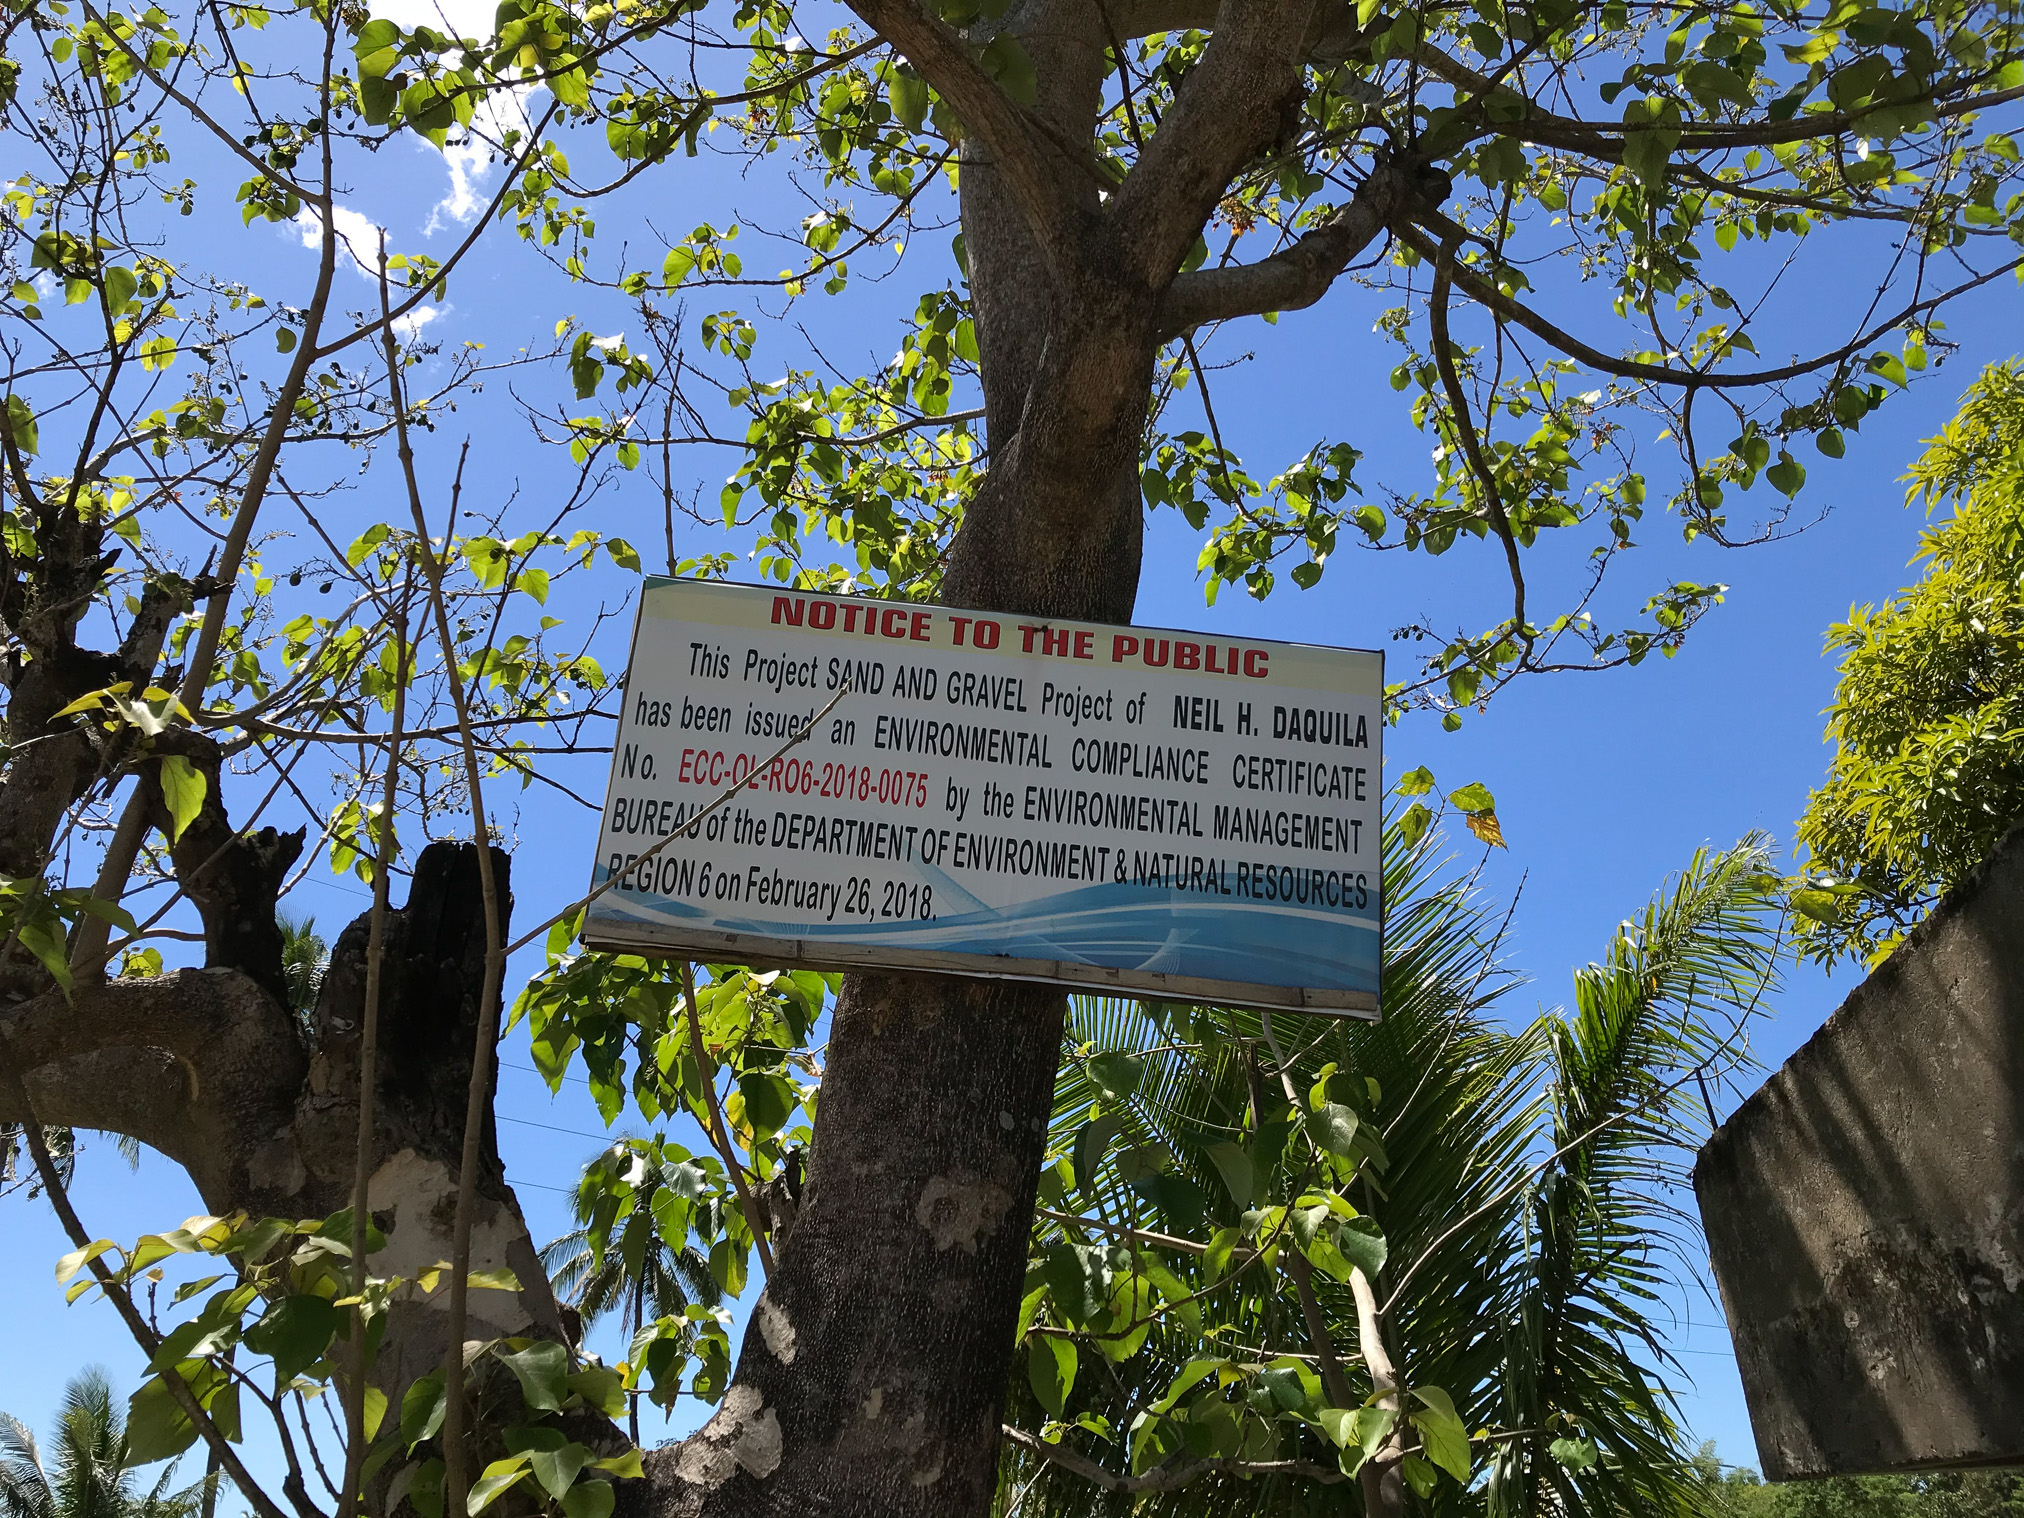 NOTICE TO THE PUBLIC
This Project SAND AND GRAVEL Project of NEIL H. DAQUILA
has been issued an ENVIRONMENTAL COMPLIANCE CERTIFICATE
No. ECC-OL-RO6-2018-0075 by the ENVIRONMENTAL MANAGEMENT
BUREAU of the DEPARTMENT OF ENVIRONMENT & NATURAL RESOURCES
REGION 6 on February 26, 2018.